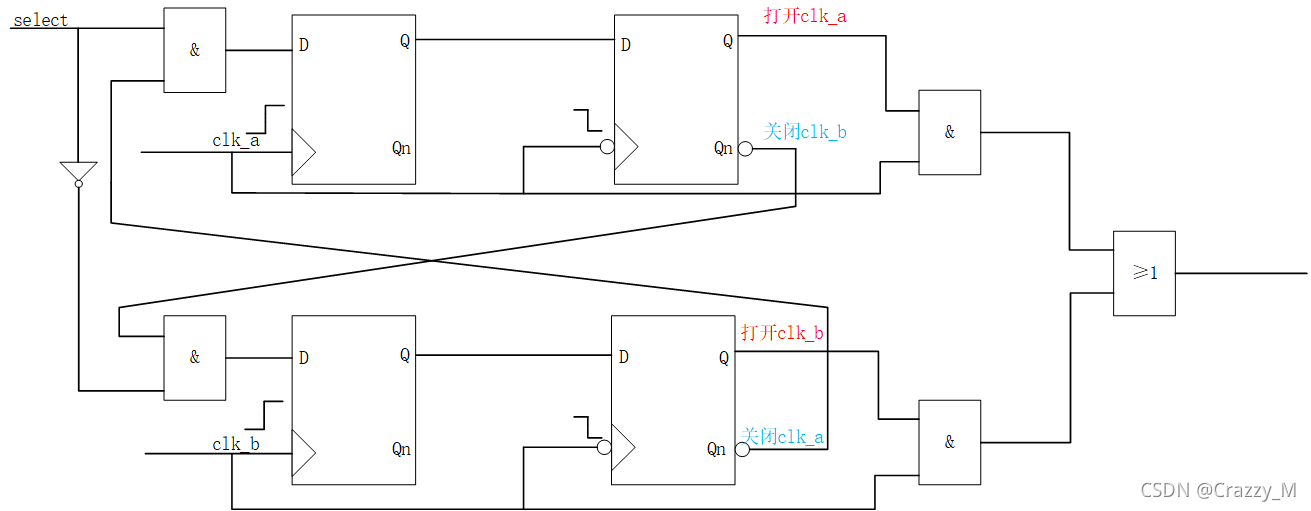 select
&
D
Q
D
Q
打开clk_a
clk_a
Qn
Qn
关闭clk_b
&
≥1
&
D
Q
D
Q
打开clk_b
clk_b
Qn
Qn
关闭clk_a
&
CSDN @Crazzy_M